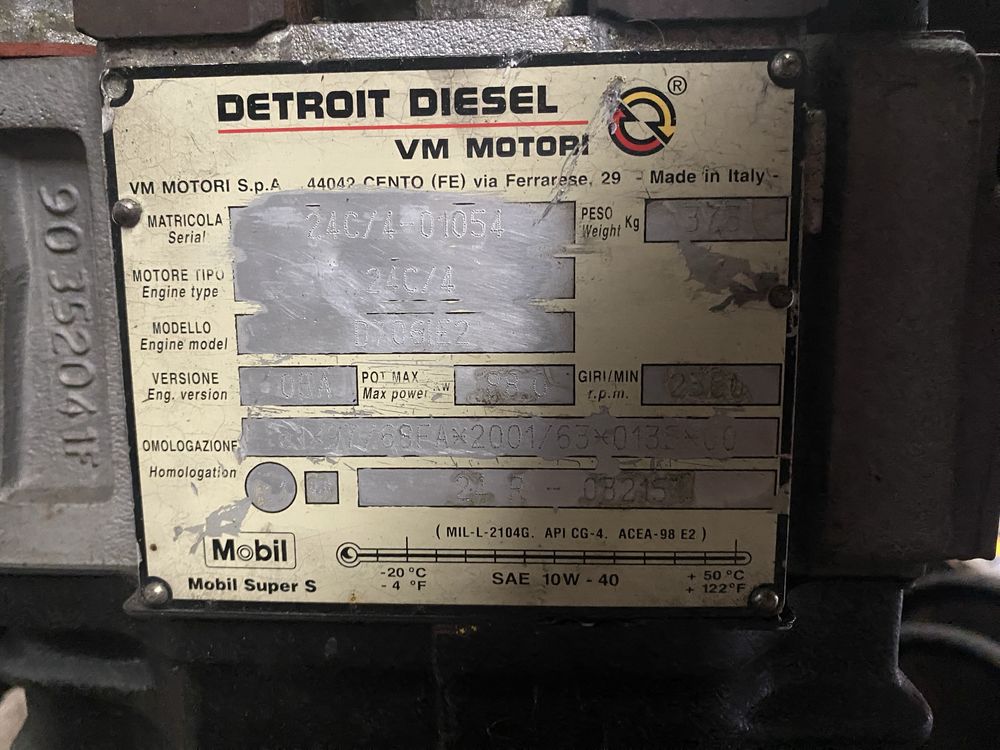 DETROIT DIESEL ®
VM MOTORI
VM MOTORI S.p.A 44042 CENTO (FE) via Ferrarese, 29 - Made in Italy -
MATRICOLA
Serial
24C/4-01054
PESO
Weight Kg
MOTORE TIPO
Engine type
24C/4
MODELLO
Engine model
VERSIONE
Eng. version
08A
POT MAX
Max power KW
GIRI/MIN
r.p.m.
OMOLOGAZIONE
Homologation
Mobil
Mobil Super S
( MIL-L-2104G. API CG-4. ACEA-98 E2 )
-20 °C
- 4 °F
SAE 10W - 40
+ 50 °C
+ 122°F
90 352041F